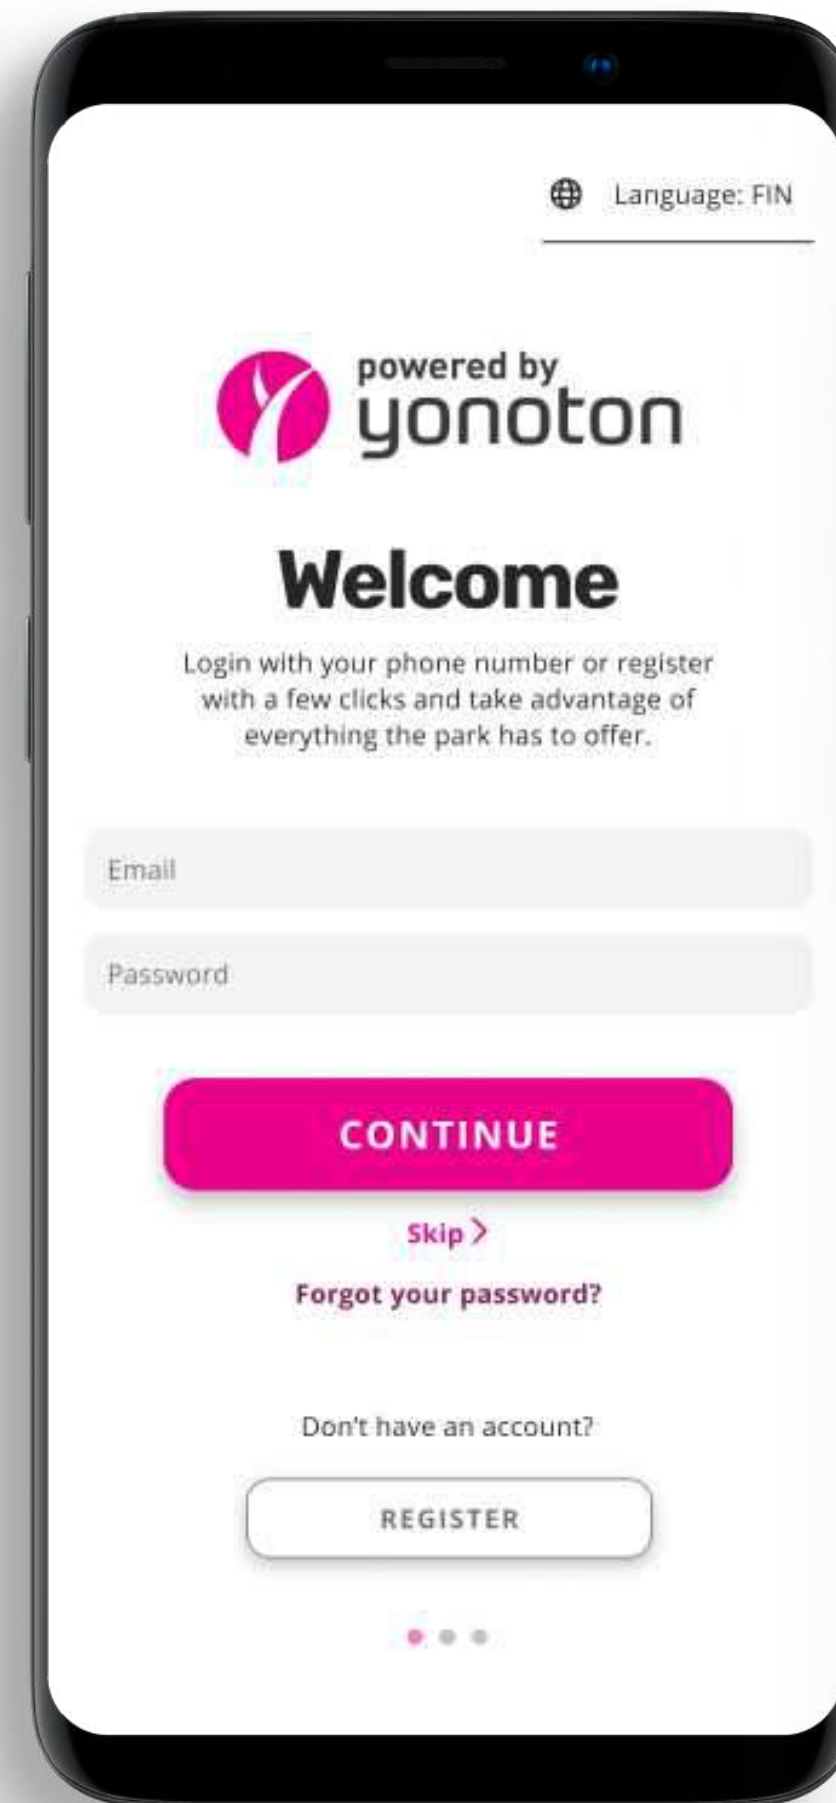 Language: FIN
powered by
yonoton
Welcome
Login with your phone number or register
with a few clicks and take advantage of
everything the park has to offer.
Email
Password
CONTINUE
Skip
Forgot your password?
Don't have an account?
REGISTER